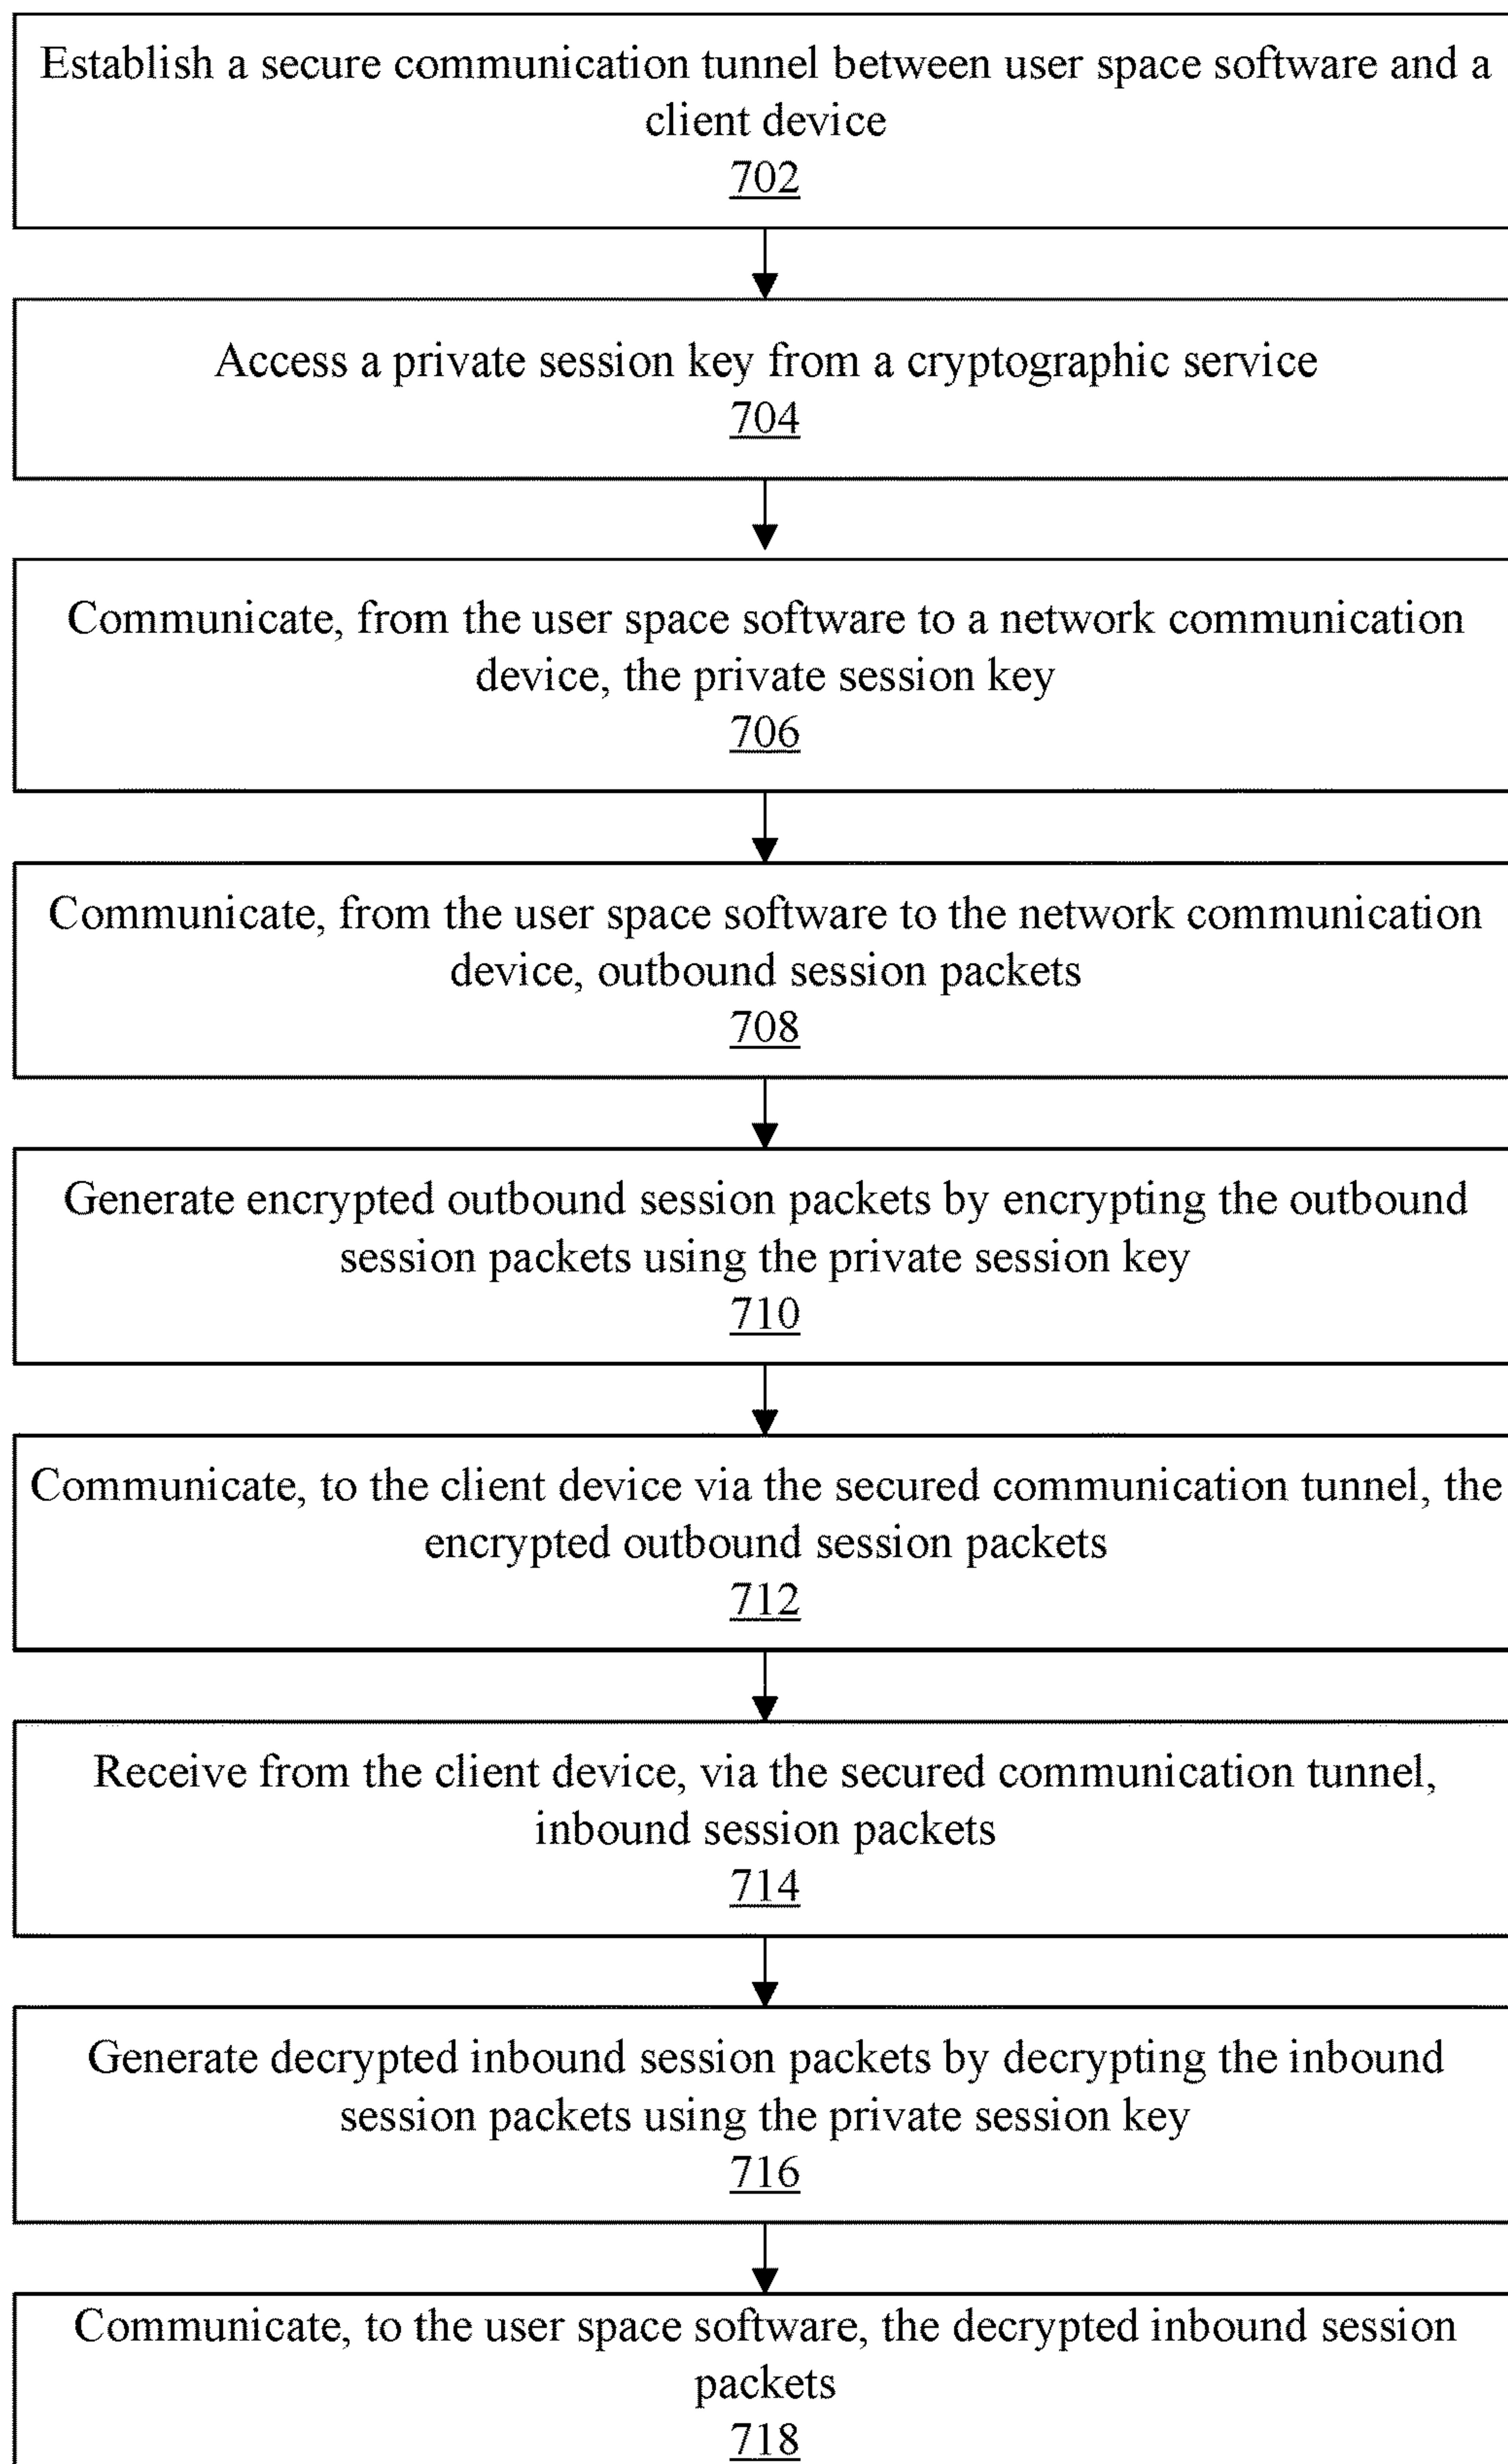 Establish a secure communication tunnel between user space software and a
client device
702
Access a private session key from a cryptographic service
704
Communicate, from the user space software to a network communication
device, the private session key
706
Communicate, from the user space software to the network communication
device, outbound session packets
708
Generate encrypted outbound session packets by encrypting the outbound
session packets using the private session key
710
Communicate, to the client device via the secured communication tunnel, the
encrypted outbound session packets
712
Receive from the client device, via the secured communication tunnel,
inbound session packets
714
Generate decrypted inbound session packets by decrypting the inbound
session packets using the private session key
716
Communicate, to the user space software, the decrypted inbound session
packets
718